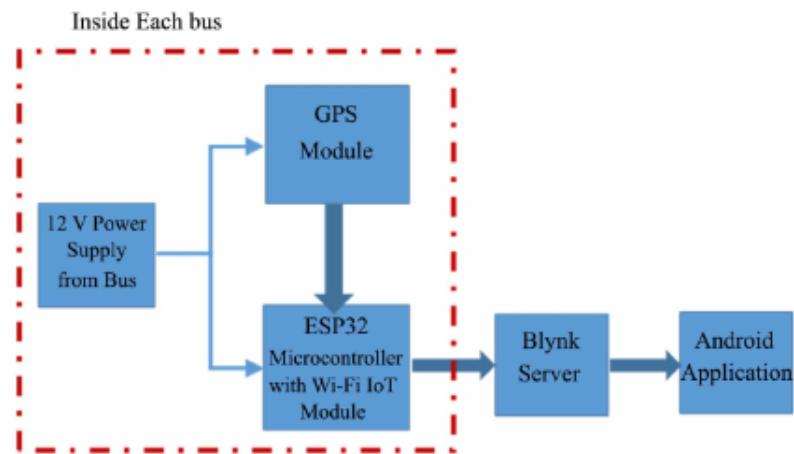 Inside Each bus
GPS
Module
12 V Power
Supply
from Bus
ESP32
Microcontroller
with Wi-Fi IoT
Module
Blynk
Server
Android
Application